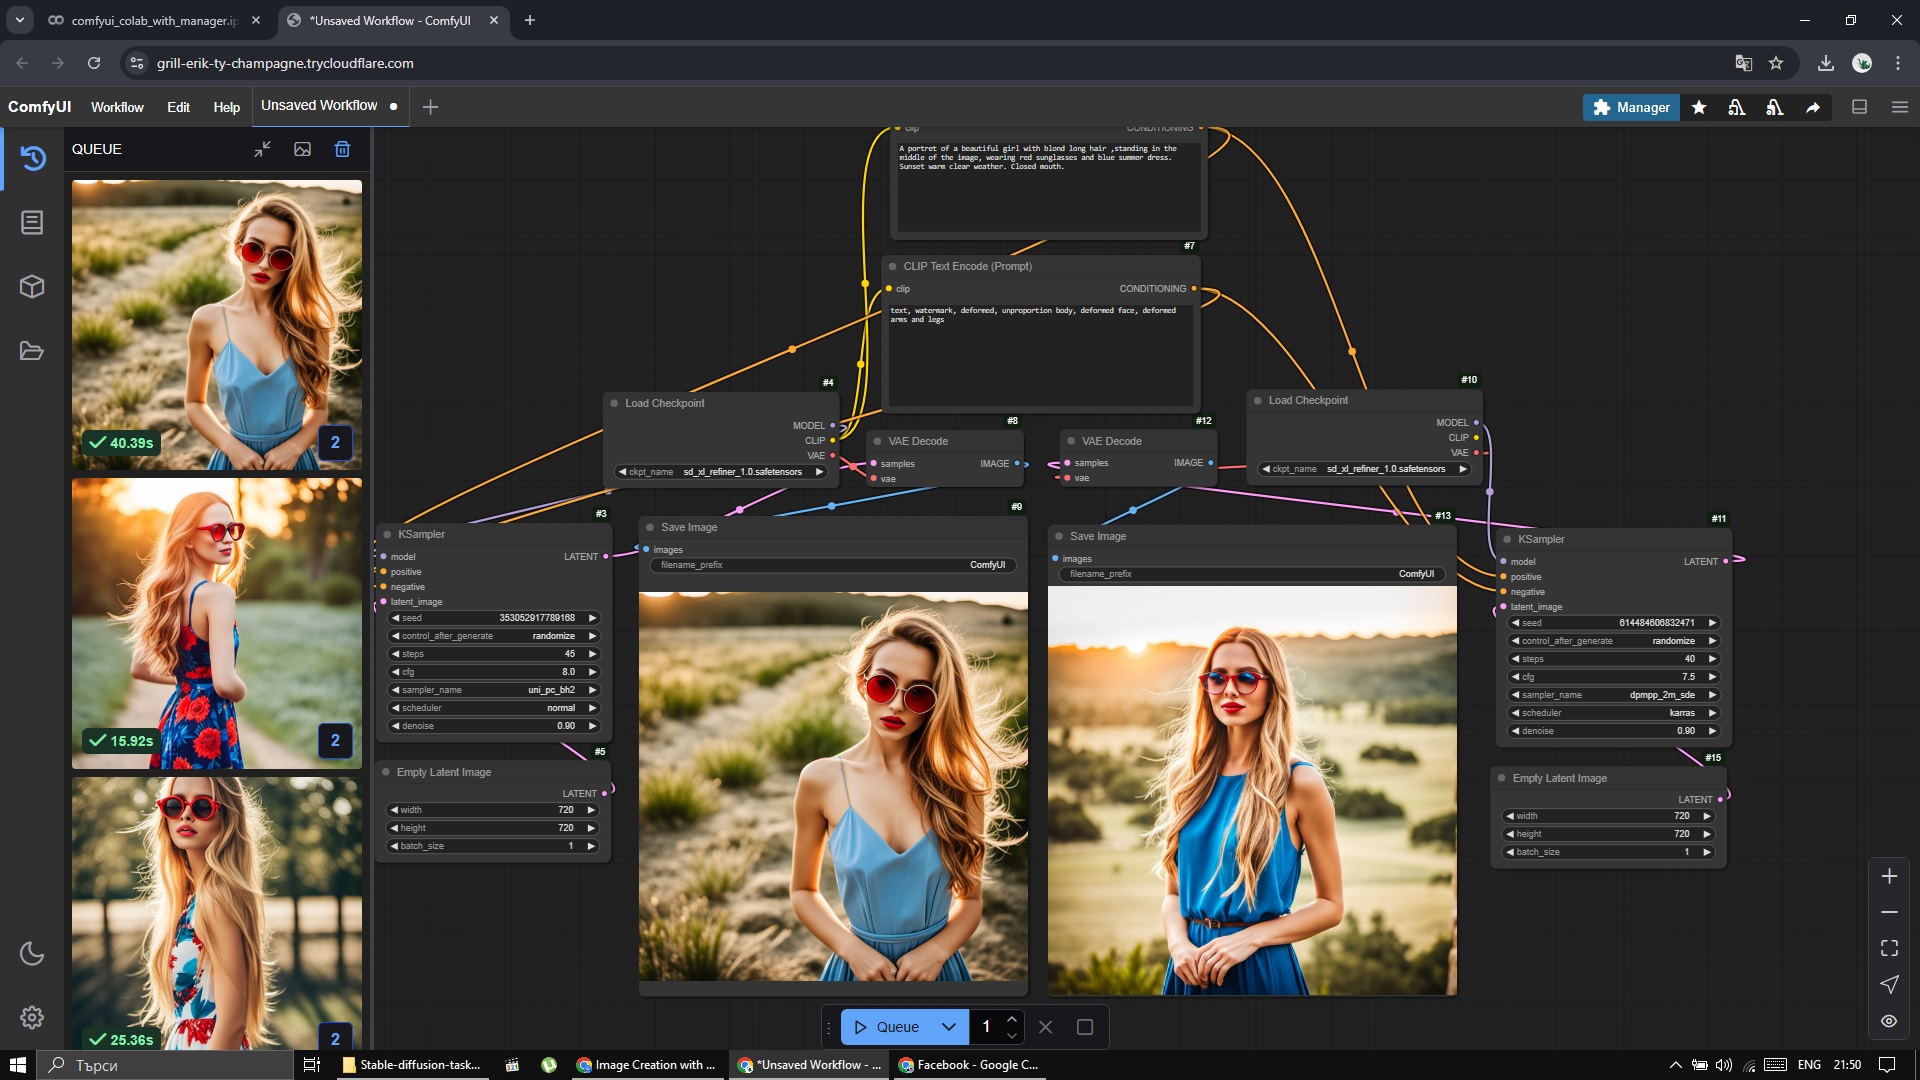 comfyui_colab_with_manager.ip
*Unsaved Workflow - ComfyUI
grill-erik-ty-champagne.trycloudflare.com
ComfyUI
Workflow
Edit
Help
Unsaved Workflow
Manager
QUEUE
40.39s
2
15.92s
2
25.36s
2
clip
CONDITIONING
A portret of a beautiful girl with blond long hair ,standing in the
middle of the image, wearing red sunglasses and blue summer dress.
Sunset warm clear weather. Closed mouth.
#7
CLIP Text Encode (Prompt)
clip
CONDITIONING
text, watermark, deformed, unproportion body, deformed face, deformed
arms and legs
#4
Load Checkpoint
MODEL
CLIP
VAE
ckpt_name sd_xl_refiner_1.0.safetensors
#8
VAE Decode
samples
IMAGE
vae
#12
VAE Decode
samples
IMAGE
vae
#10
Load Checkpoint
MODEL
CLIP
VAE
ckpt_name sd_xl_refiner_1.0.safetensors
#3
KSampler
model
LATENT
positive
negative
latent_image
seed 353052917789168
control_after_generate randomize
steps 45
cfg 8.0
sampler_name uni_pc_bh2
scheduler normal
denoise 0.90
#5
Empty Latent Image
LATENT
width 720
height 720
batch_size 1
#9
Save Image
images
filename_prefix ComfyUI
#13
Save Image
images
filename_prefix ComfyUI
#11
KSampler
model
LATENT
positive
negative
latent_image
seed 614484606832471
control_after_generate randomize
steps 40
cfg 7.5
sampler_name dpmpp_2m_sde
scheduler karras
denoise 0.90
#15
Empty Latent Image
LATENT
width 720
height 720
batch_size 1
Queue
1
Търси
Stable-diffusion-task...
Image Creation with ...
*Unsaved Workflow - ...
Facebook - Google C...
ENG
21:50